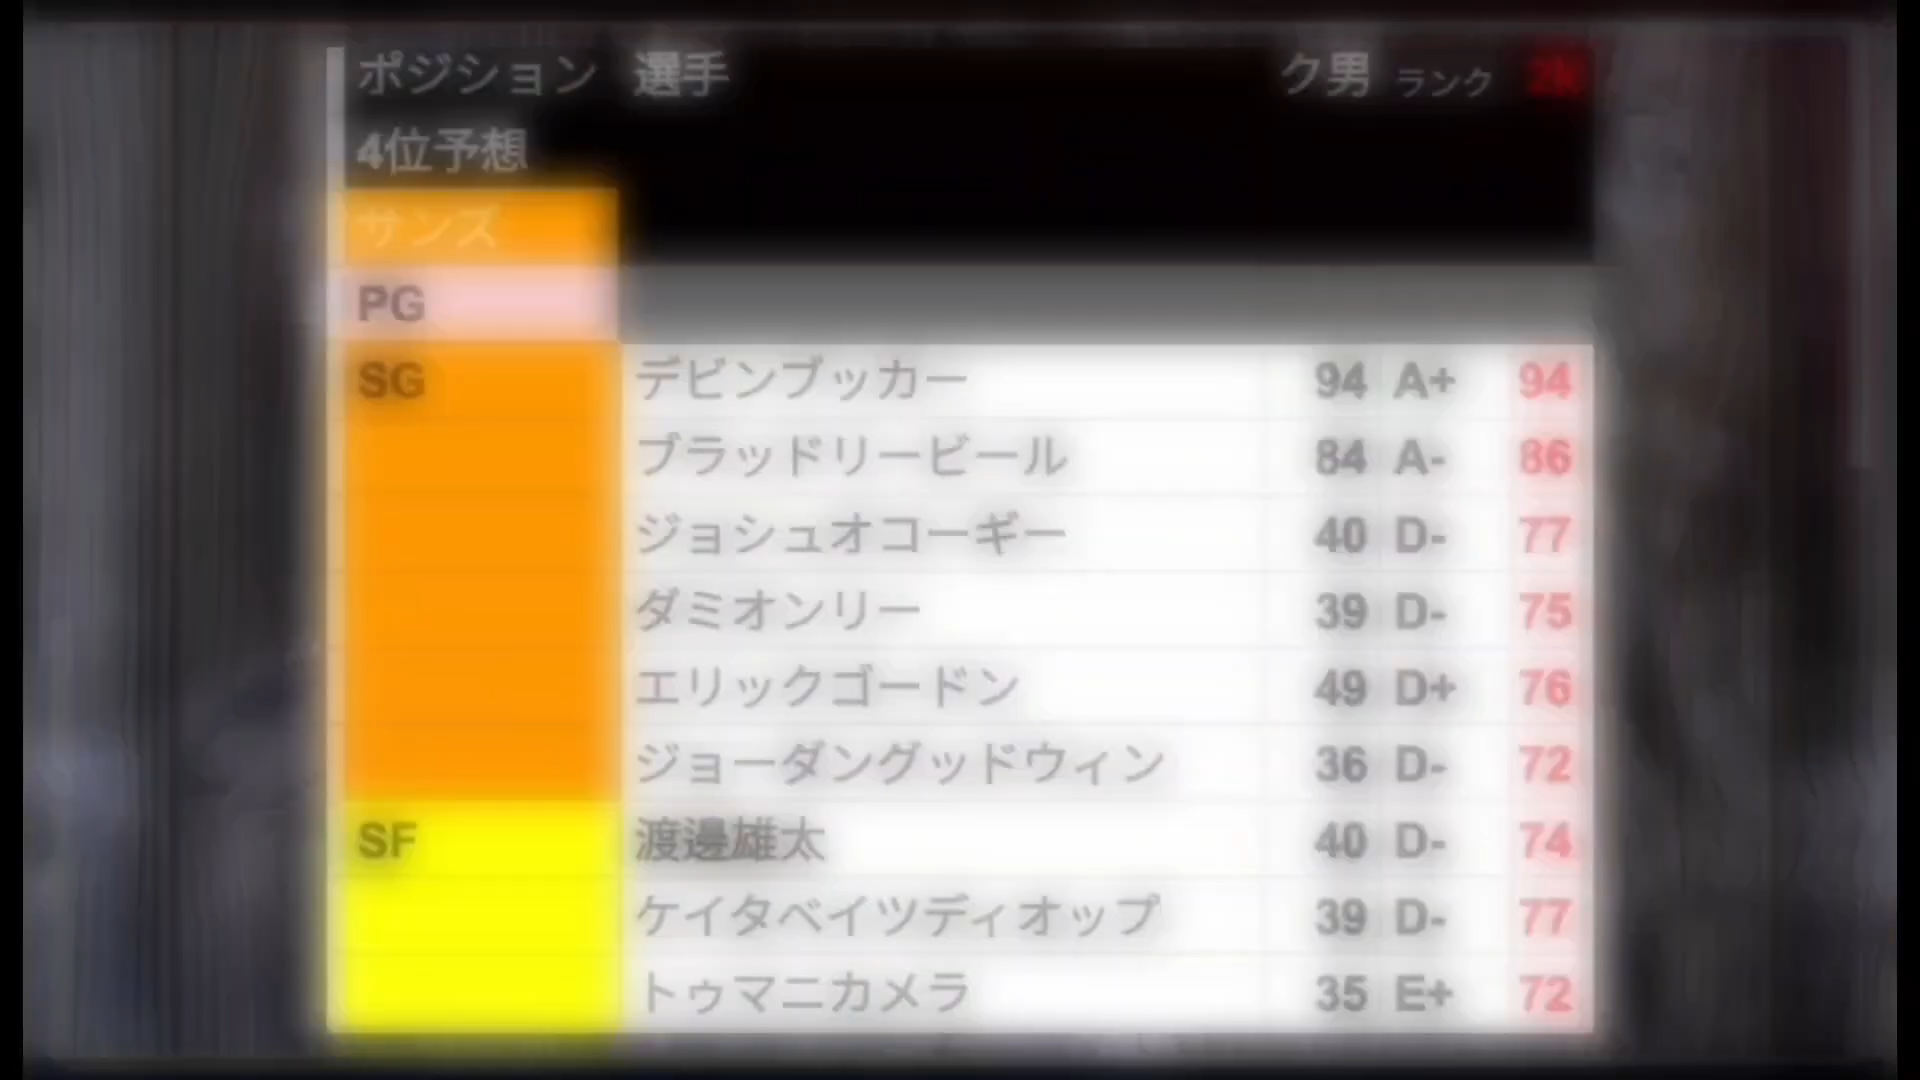 ポジション 選手 ク男 ランク 2k
4位予想
サンズ
PG
SG デビンブッカー 94 A+ 94
ブラッドリービール 84 A- 86
ジョシュオコーギー 40 D- 77
ダミオンリー 39 D- 75
エリックゴードン 49 D+ 76
ジョーダングッドウィン 36 D- 72
SF 渡邊雄太 40 D- 74
ケイタベイツディオップ 39 D- 77
トゥマニカメラ 35 E+ 72